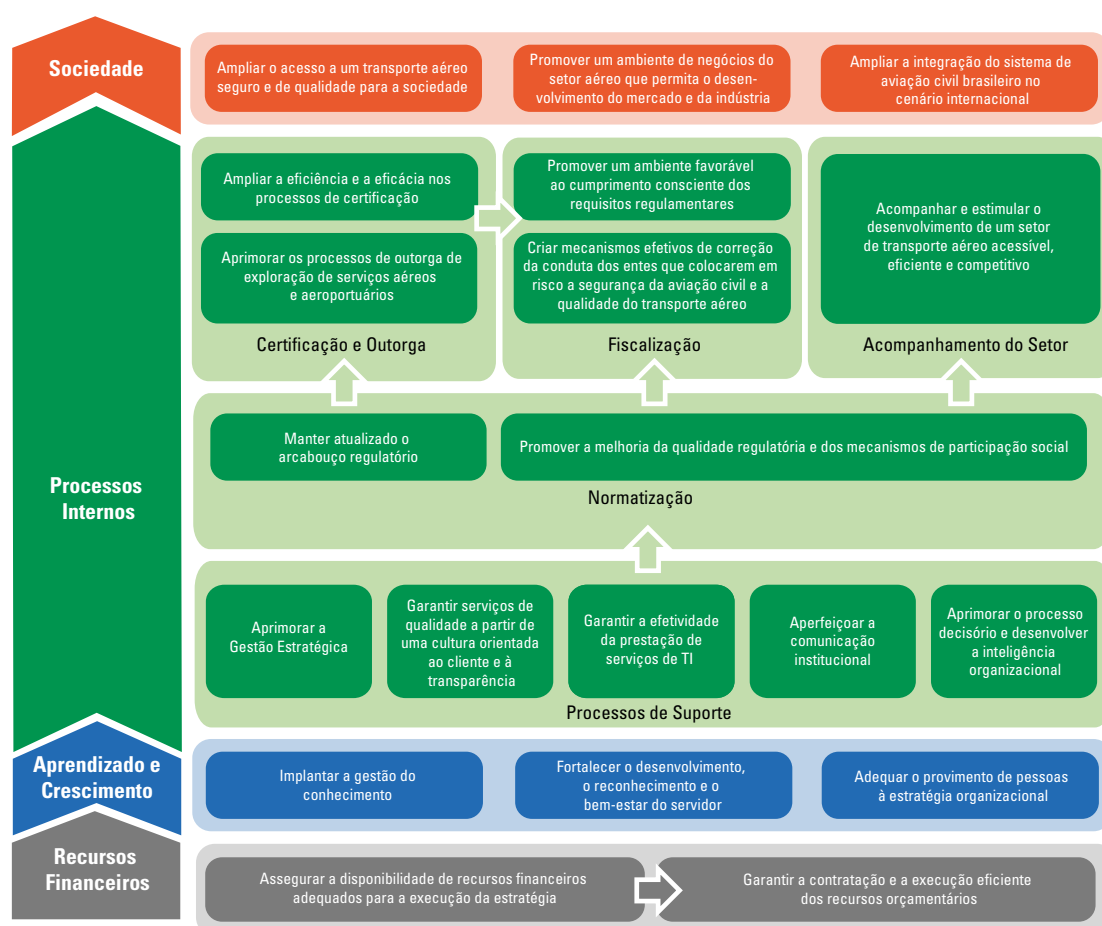 Sociedade
Ampliar o acesso a um transporte aéreo
seguro e de qualidade para a sociedade
Promover um ambiente de negócios do
setor aéreo que permita o desen-
volvimento do mercado e da indústria
Ampliar a integração do sistema de
aviação civil brasileiro no
cenário internacional
Processos
Internos
Ampliar a eficiência e a eficácia nos
processos de certificação
Aprimorar os processos de outorga de
exploração de serviços aéreos
e aeroportuários
Certificação e Outorga
Promover um ambiente favorável
ao cumprimento consciente dos
requisitos regulamentares
Criar mecanismos efetivos de correção
da conduta dos entes que colocarem em
risco a segurança da aviação civil e a
qualidade do transporte aéreo
Fiscalização
Acompanhar e estimular o
desenvolvimento de um setor
de transporte aéreo acessível,
eficiente e competitivo
Acompanhamento do Setor
Manter atualizado o
arcabouço regulatório
Promover a melhoria da qualidade regulatória e dos mecanismos de participação social
Normatização
Aprimorar a
Gestão Estratégica
Garantir serviços de
qualidade a partir de
uma cultura orientada
ao cliente e à
transparência
Garantir a efetividade
da prestação de
serviços de TI
Aperfeiçoar a
comunicação
institucional
Aprimorar o processo
decisório e desenvolver
a inteligência
organizacional
Processos de Suporte
Aprendizado e
Crescimento
Implantar a gestão do
conhecimento
Fortalecer o desenvolvimento,
o reconhecimento e o
bem-estar do servidor
Adequar o provimento de pessoas
à estratégia organizacional
Recursos
Financeiros
Assegurar a disponibilidade de recursos financeiros
adequados para a execução da estratégia
Garantir a contratação e a execução eficiente
dos recursos orçamentários